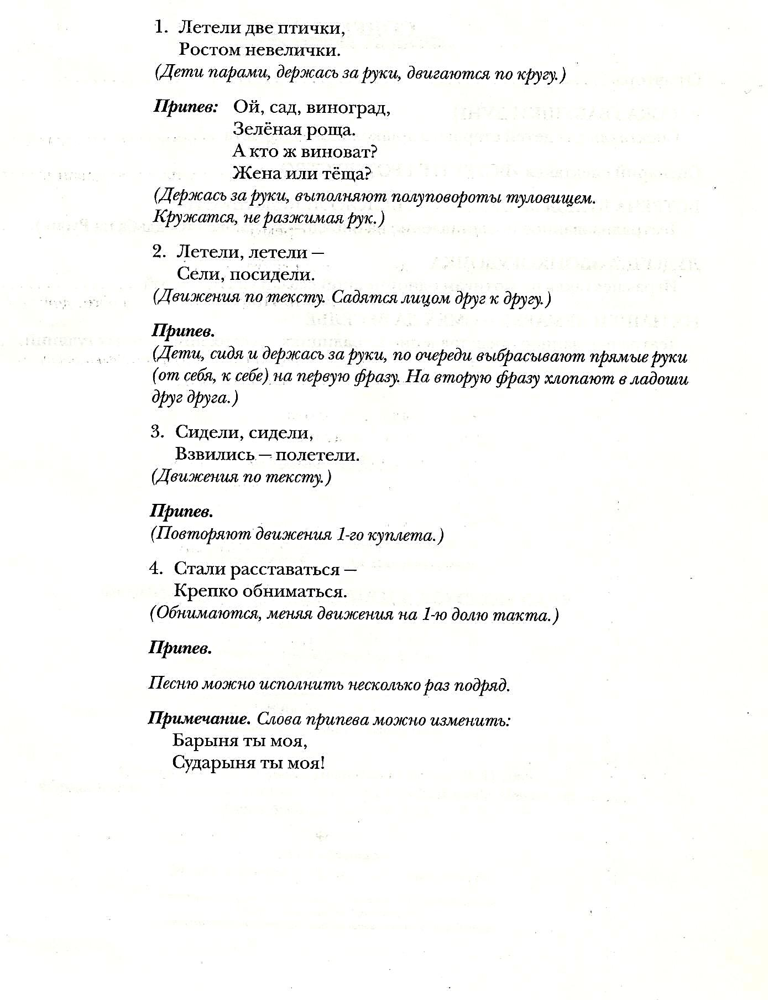 1. Летели две птички,
Ростом невелички.
(Дети парами, держась за руки, двигаются по кругу.)
Припев: Ой, сад, виноград,
Зелёная роща.
А кто ж виноват?
Жена или тёща?
(Держась за руки, выполняют полуповороты туловищем.
Кружатся, не разжимая рук.)
2. Летели, летели —
Сели, посидели.
(Движения по тексту. Садятся лицом друг к другу.)
Припев.
(Дети, сидя и держась за руки, по очереди выбрасывают прямые руки
(от себя, к себе) на первую фразу. На вторую фразу хлопают в ладоши
друг друга.)
3. Сидели, сидели,
Взвились — полетели.
(Движения по тексту.)
Припев.
(Повторяют движения 1-го куплета.)
4. Стали расставаться —
Крепко обниматься.
(Обнимаются, меняя движения на 1-ю долю такта.)
Припев.
Песню можно исполнить несколько раз подряд.
Примечание. Слова припева можно изменить:
Барыня ты моя,
Сударыня ты моя!